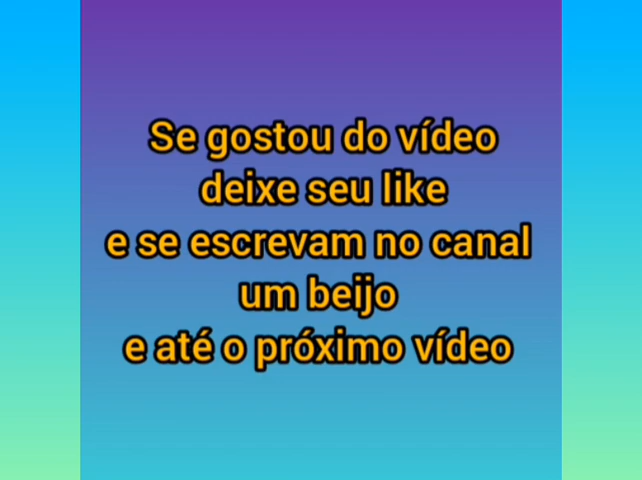 Se gostou do vídeo
deixe seu like
e se escrevam no canal
um beijo
e até o próximo vídeo